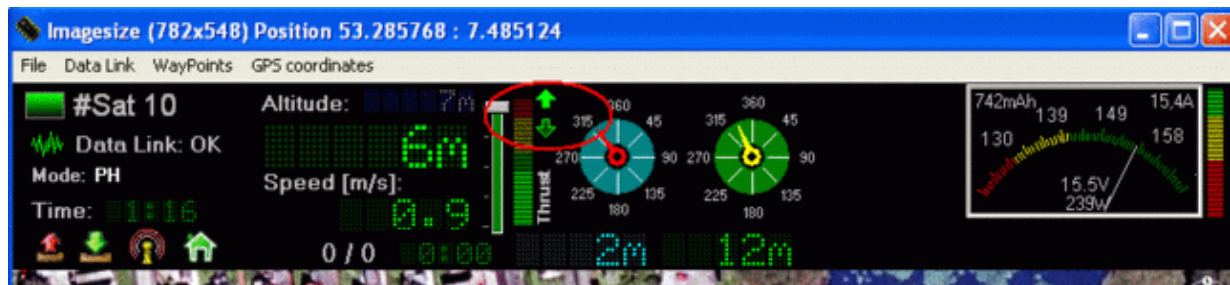 Imagesize (782x548) Position 53.285768 : 7.485124
File Data Link WayPoints GPS coordinates
#Sat 10
Data Link: OK
Mode: PH
Time: 1:16
Altitude: 7m
6m
Speed [m/s]:
0.9
0 / 0 0:00
Thrust
360
315 45
270 90
225 135
180
2m
360
315 45
270 90
225 135
180
12m
742mAh 15,4A
139 149
130 158
15.5V
239W